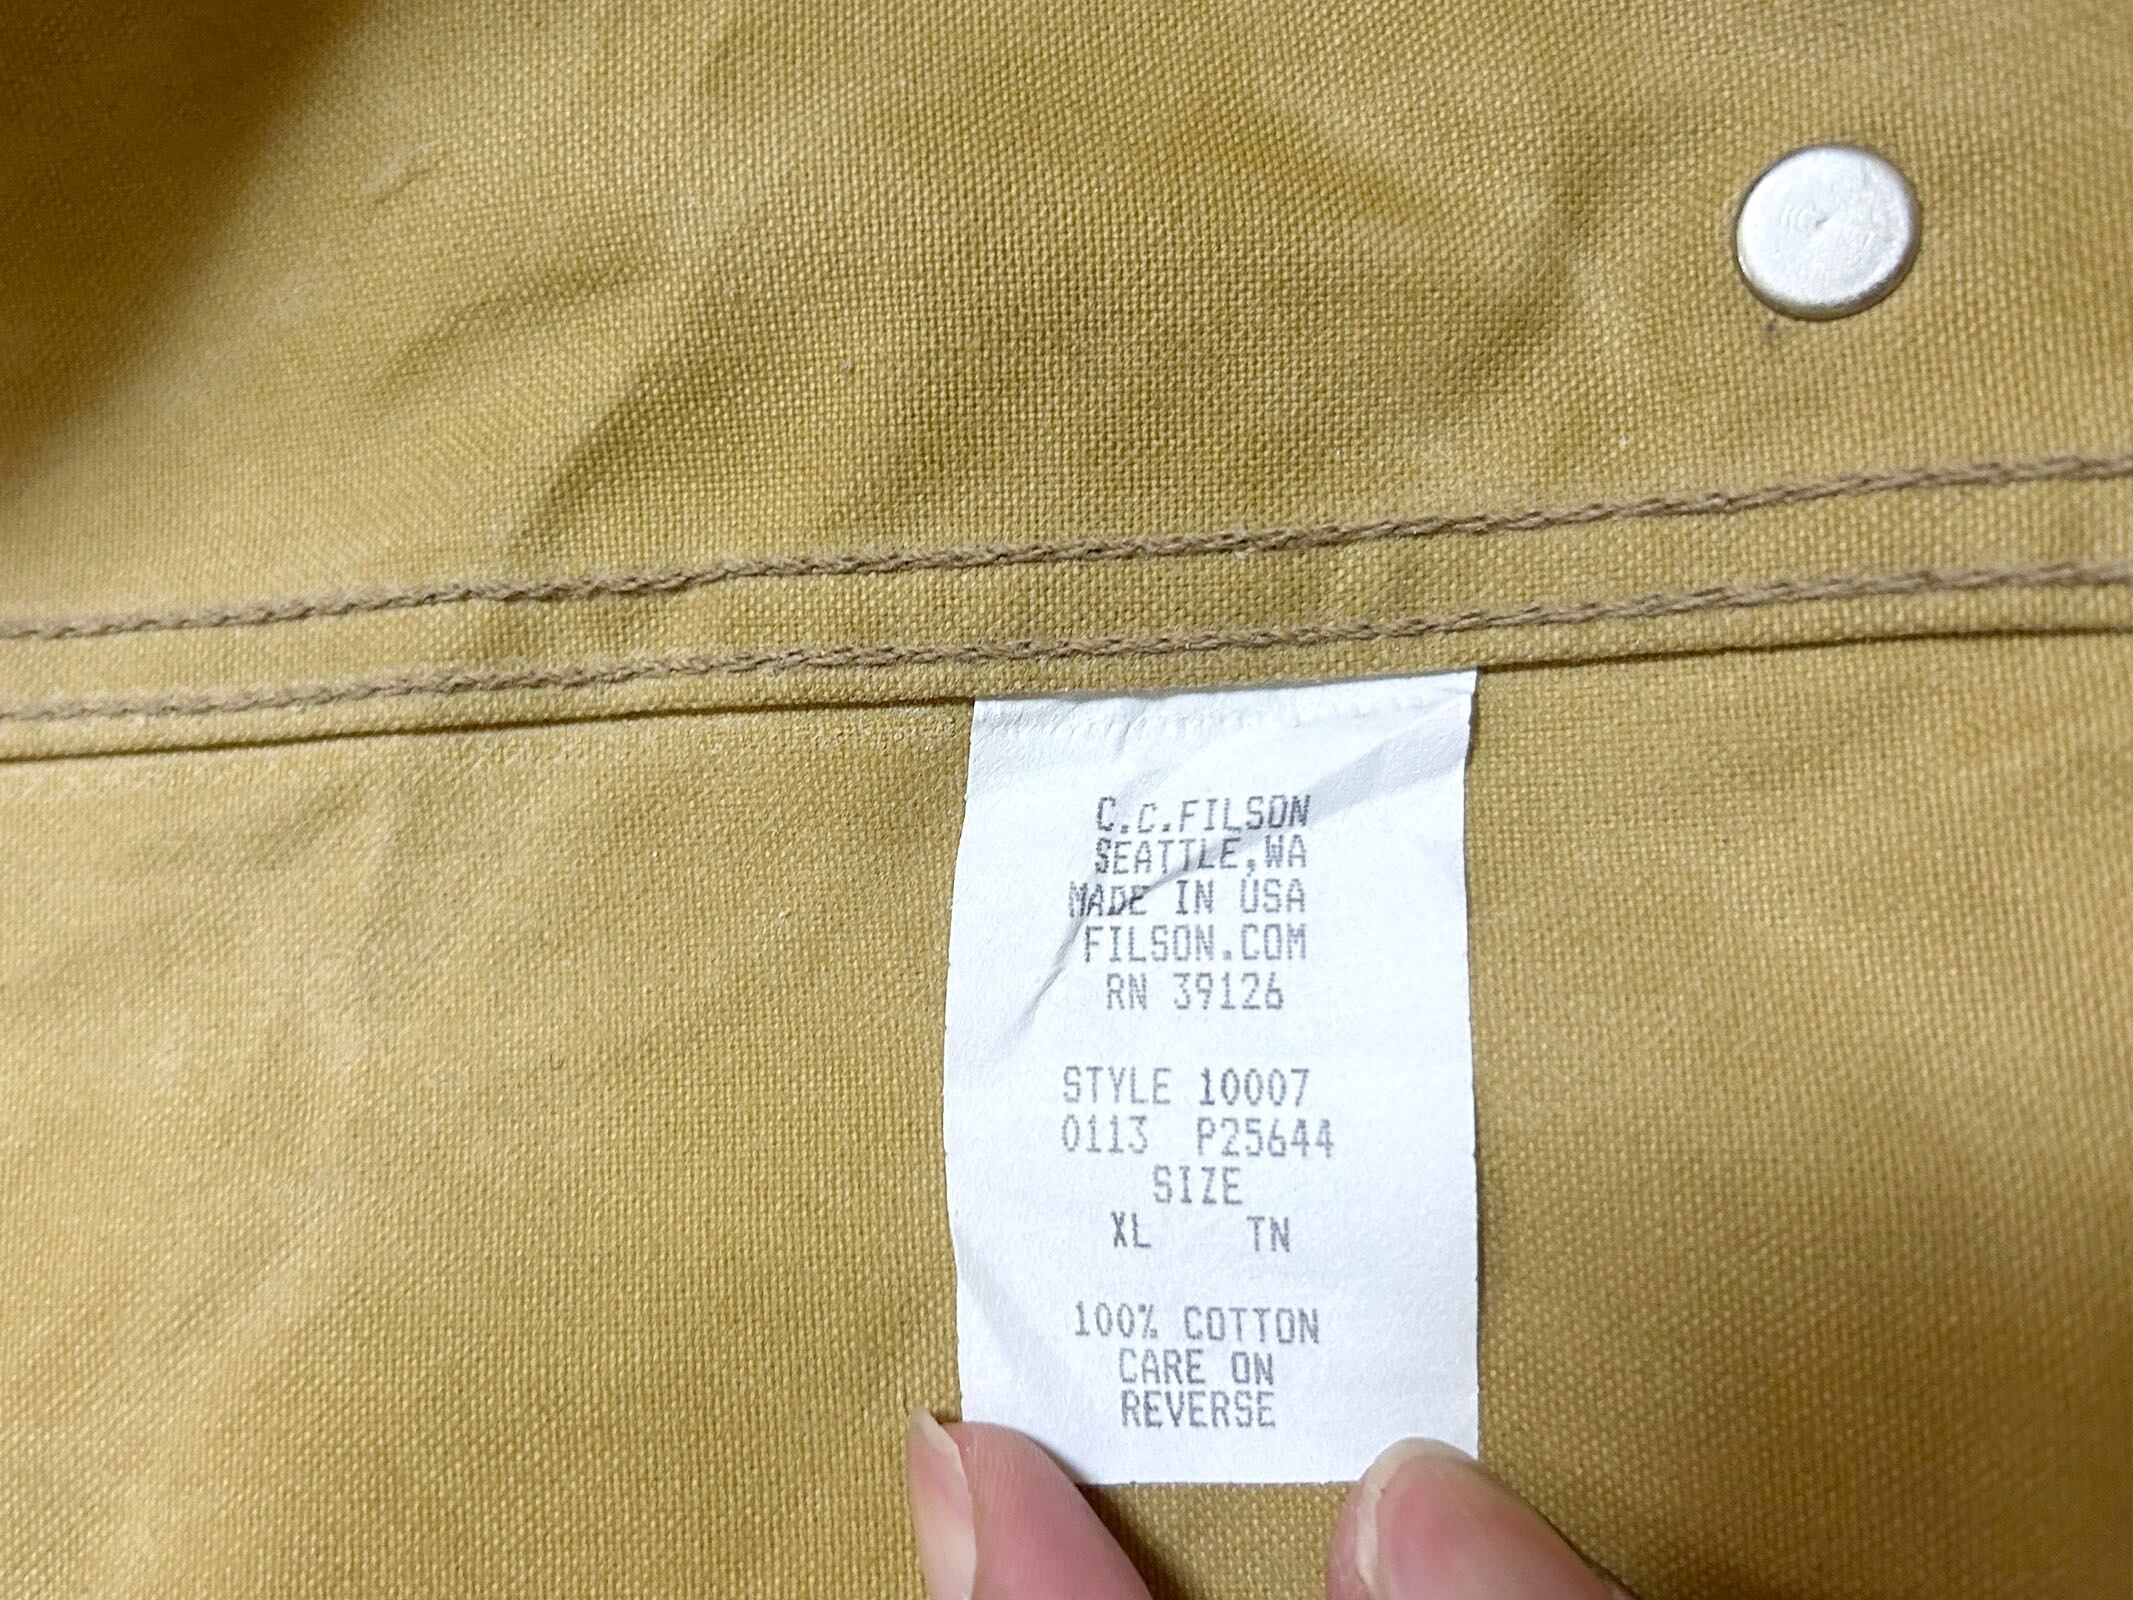 C.C.FILSON
SEATTLE,WA
MADE IN USA
FILSON.COM
RN 39126
STYLE 10007
0113 P25644
SIZE
XL TN
100% COTTON
CARE ON
REVERSE